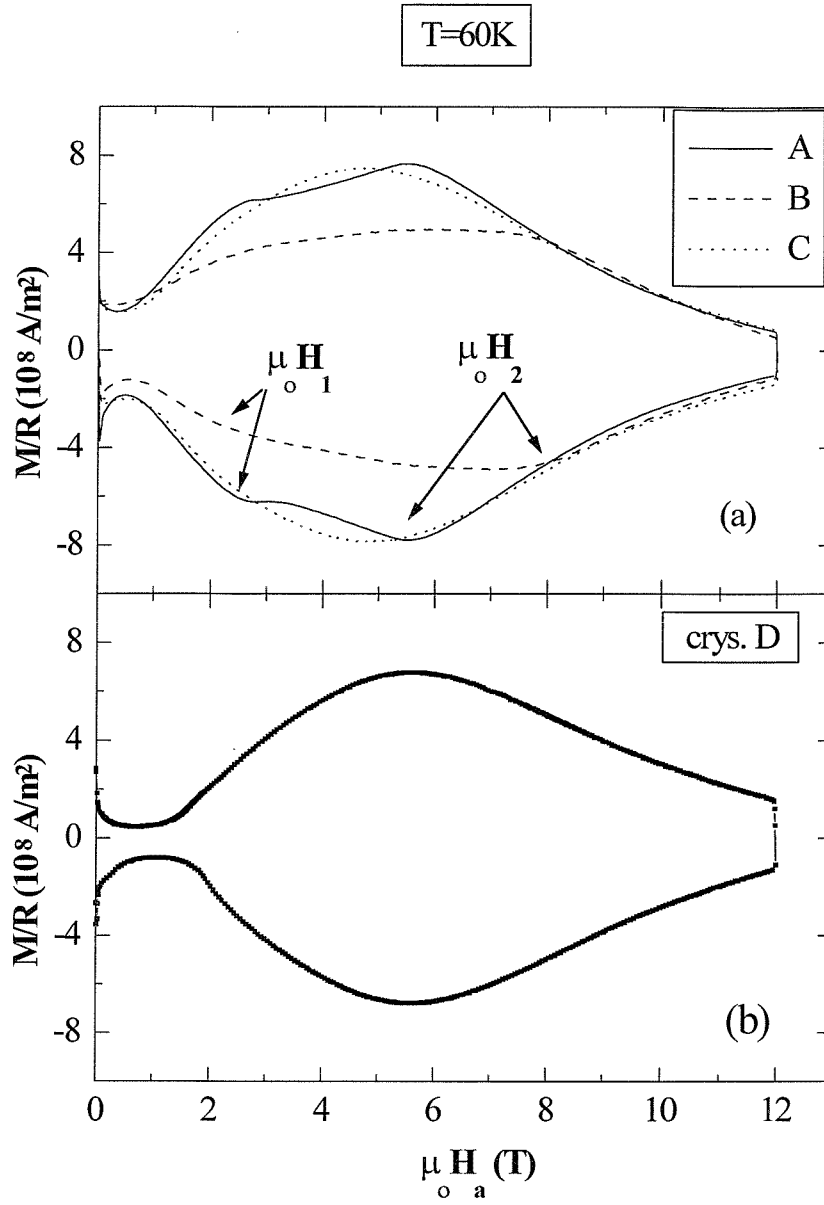 T=60K
8
4
0
-4
-8
M/R (10⁸ A/m²)
A
B
C
μₒH₁
μₒH₂
(a)
8
4
0
-4
-8
M/R (10⁸ A/m²)
crys. D
(b)
0 2 4 6 8 10 12
μₒHₐ (T)